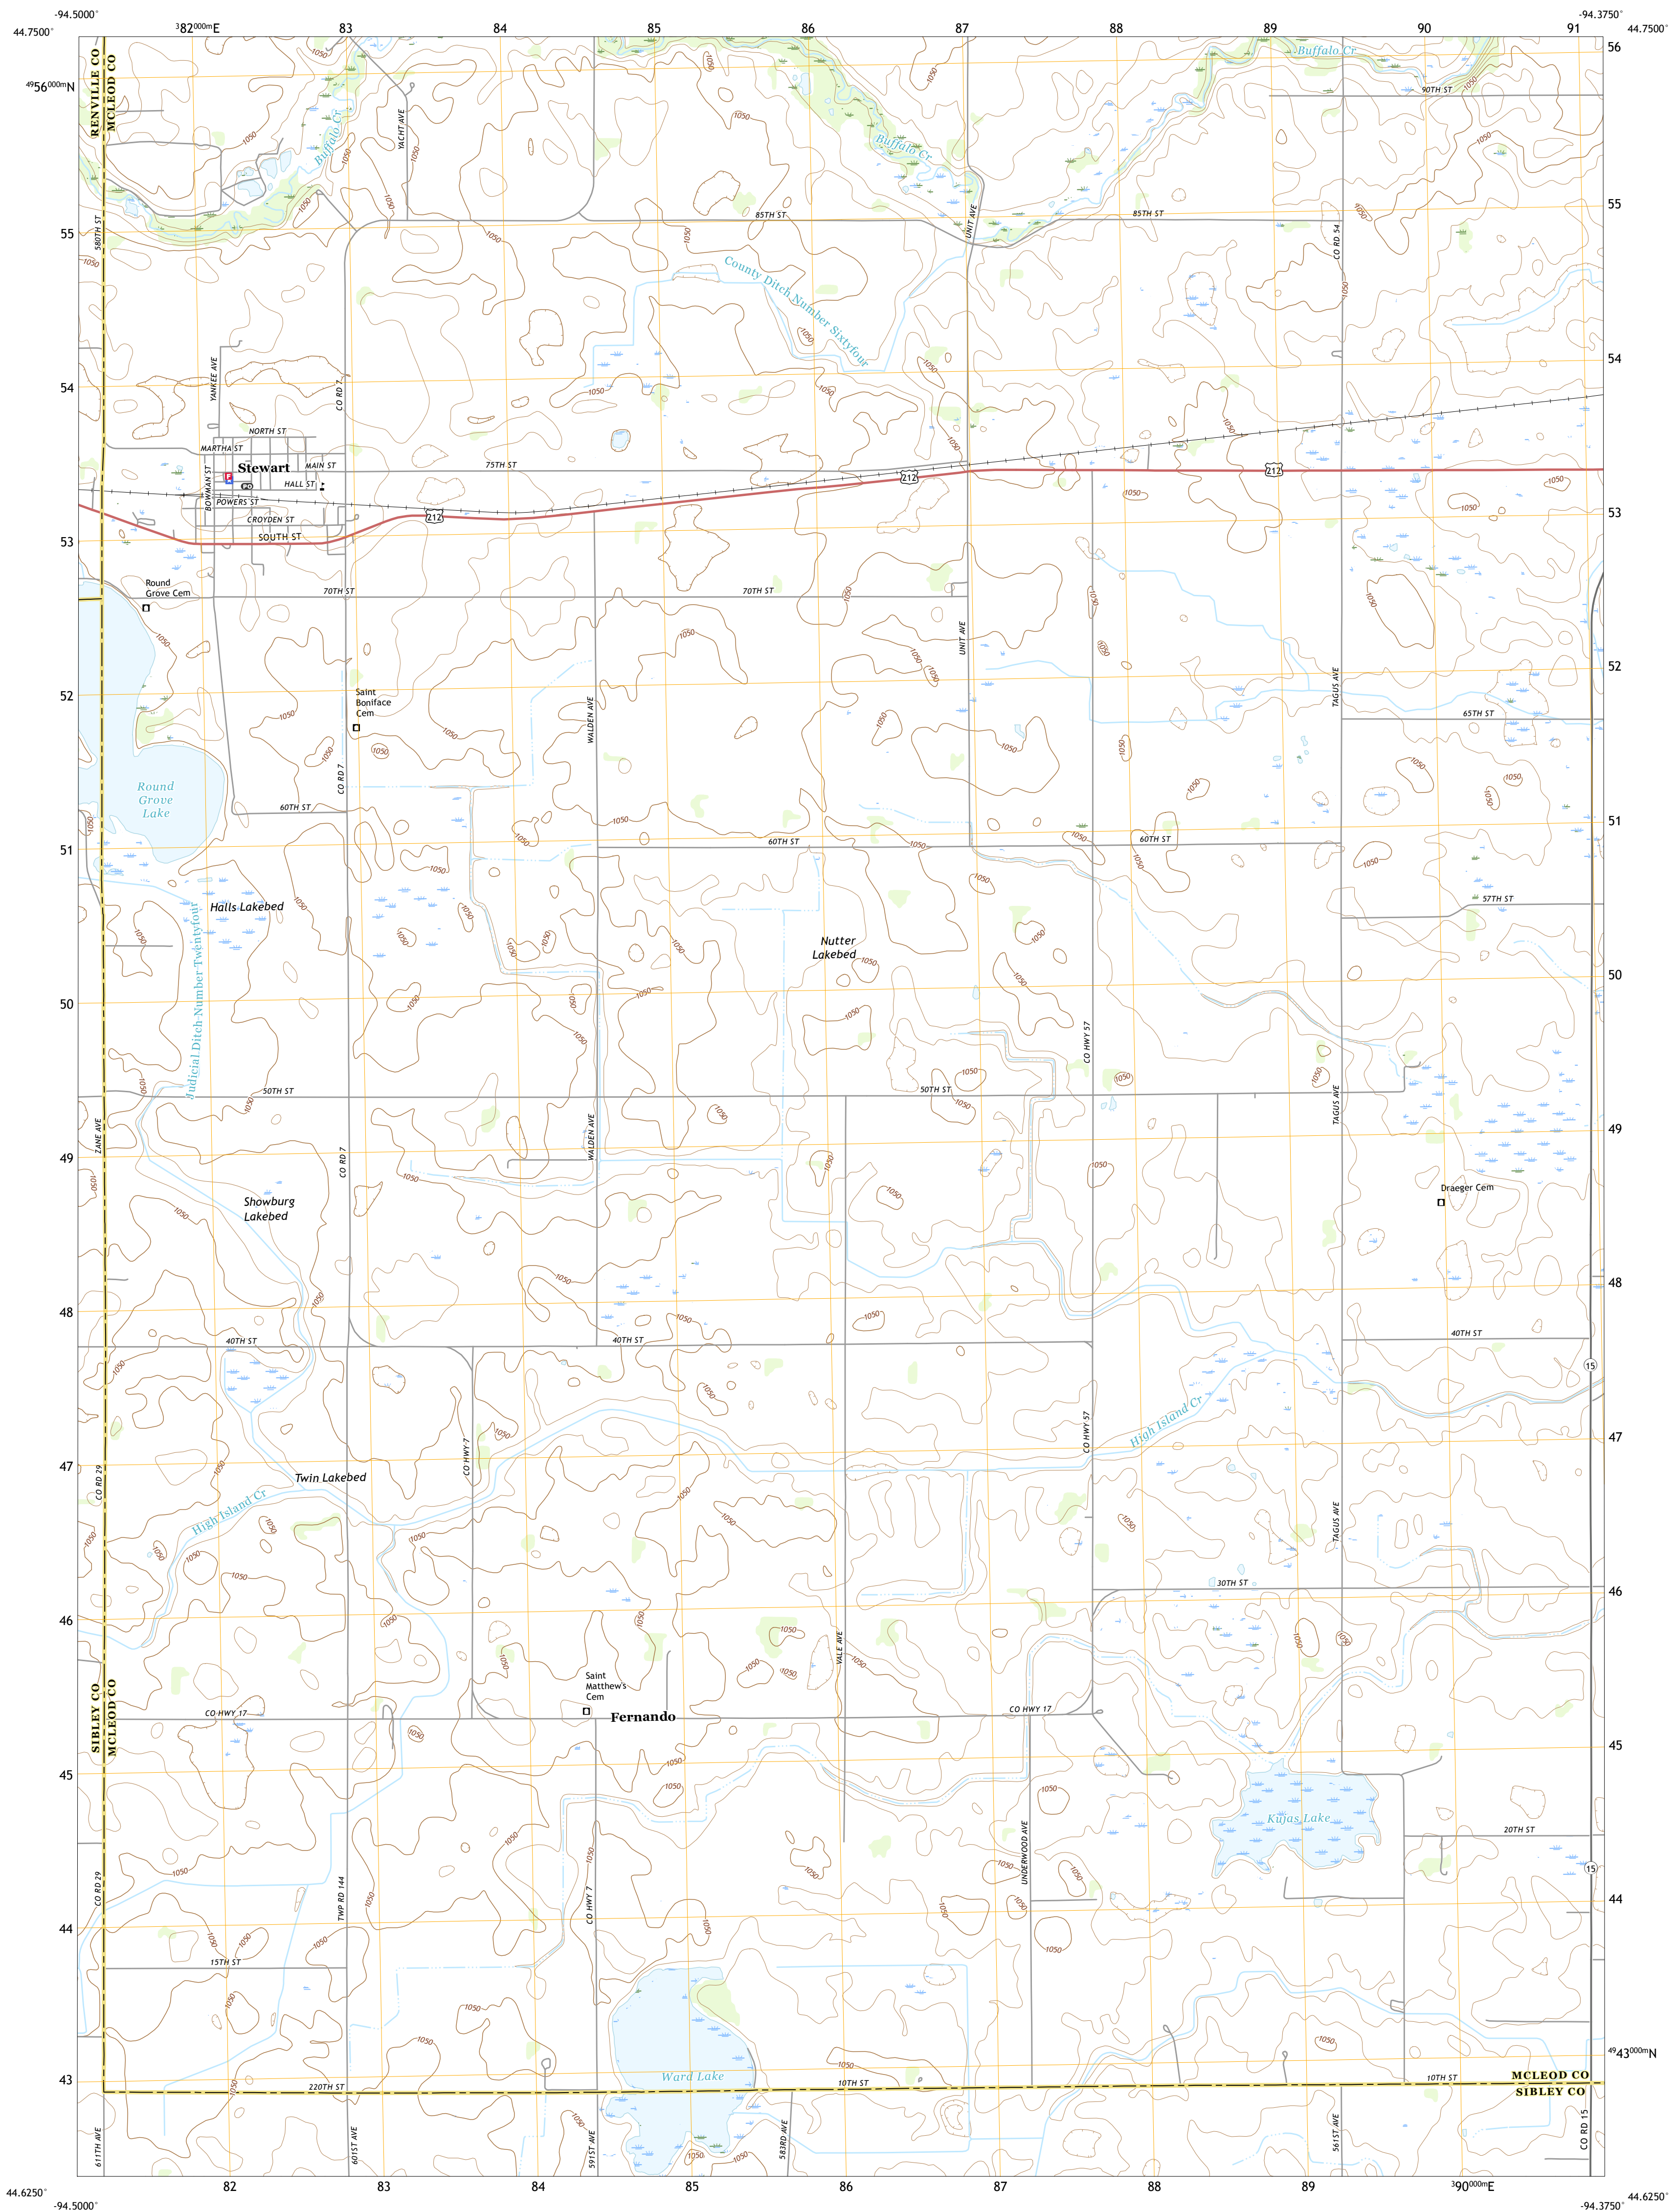 -94.5000°
-94.3750°
44.7500°
382000mE
83
84
85
86
87
88
89
90
91
44.7500°
4956000mN
56
RENVILLE CO
MCLEOD CO
Buffalo Cr
Buffalo Cr
Buffalo Cr
90TH ST
YACHT AVE
580TH ST
55
55
85TH ST
85TH ST
UNIT AVE
CO RD 54
County Ditch Number Sixtyfour
54
54
YANKEE AVE
CO RD 7
NORTH ST
MARTHA ST
Stewart
MAIN ST
75TH ST
BOWMAN ST
PO
HALL ST
POWERS ST
CROYDEN ST
SOUTH ST
212
212
212
53
53
Round
Grove Cem
70TH ST
70TH ST
UNIT AVE
52
52
Saint
Boniface
Cem
WALDEN AVE
TAGUS AVE
65TH ST
CO RD 7
Round
Grove
Lake
60TH ST
60TH ST
60TH ST
51
51
57TH ST
Halls Lakebed
Judicial Ditch Number Twentyfour
Nutter
Lakebed
50
50
CO HWY 57
50TH ST
50TH ST
ZANE AVE
WALDEN AVE
TAGUS AVE
49
49
CO RD 7
Showburg
Lakebed
Draeger Cem
48
48
40TH ST
40TH ST
40TH ST
15
High Island Cr
CO HWY 57
47
47
CO HWY 7
CO RD 29
Twin Lakebed
High Island Cr
TAGUS AVE
30TH ST
46
46
VALE AVE
SIBLEY CO
MCLEOD CO
Saint
Matthew's
Cem
Fernando
CO HWY 17
CO HWY 17
45
45
Kujas Lake
UNDERWOOD AVE
20TH ST
15
CO RD 29
TWP RD 144
CO HWY 7
44
44
15TH ST
43
4943000mN
Ward Lake
220TH ST
10TH ST
10TH ST
MCLEOD CO
SIBLEY CO
611TH AVE
601ST AVE
591ST AVE
583RD AVE
561ST AVE
CO RD 15
82
83
84
85
86
87
88
89
390000mE
44.6250°
44.6250°
-94.5000°
-94.3750°
1050